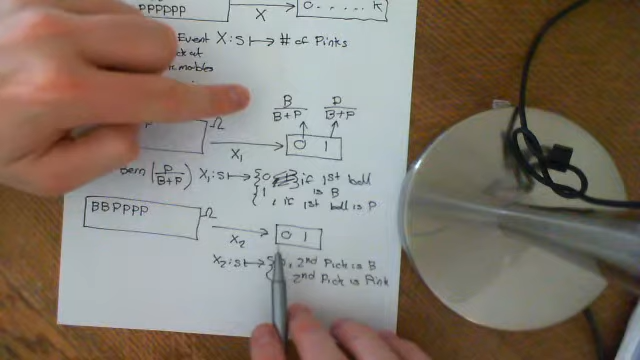 PPPPPP X 0.....K
Event X:S↦# of Pinks
B/B+P
P/B+P
Ω
X₁
0 1
Bern (P/B+P) X₁:S↦{0 if 1st ball is B
{1, if 1st ball is P
BBPPPP Ω
X₂
0 1
X₂:S↦{0, 2nd Pick is B
{ 2nd Pick is Pink